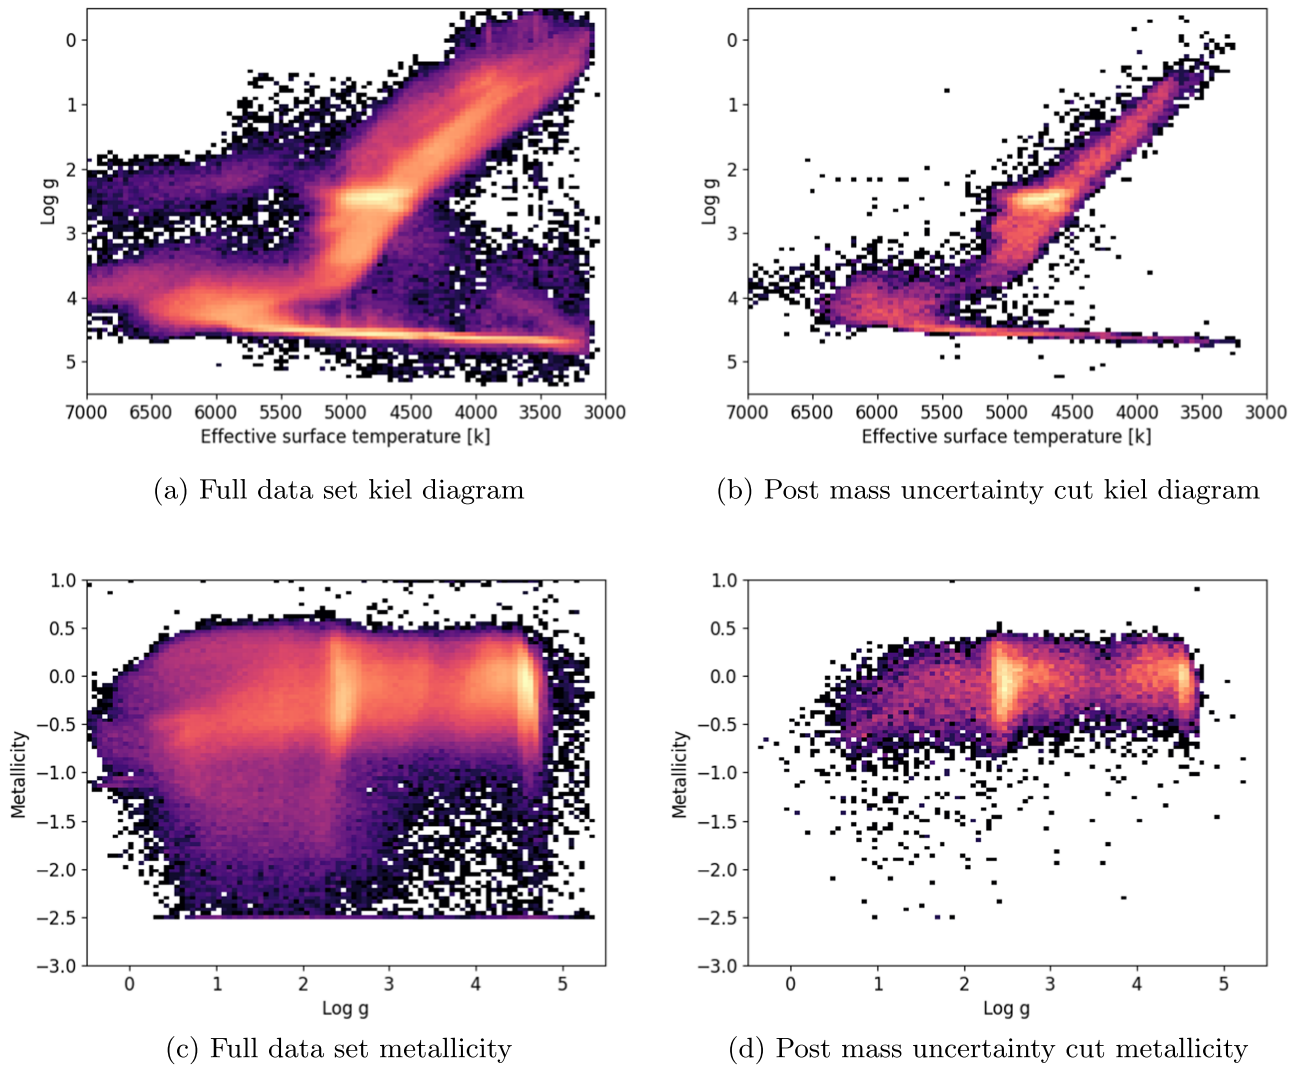 0
1
2
3
4
5
Log g
7000 6500 6000 5500 5000 4500 4000 3500 3000
Effective surface temperature [k]
(a) Full data set kiel diagram
0
1
2
3
4
5
Log g
7000 6500 6000 5500 5000 4500 4000 3500 3000
Effective surface temperature [k]
(b) Post mass uncertainty cut kiel diagram
1.0
0.5
0.0
−0.5
−1.0
−1.5
−2.0
−2.5
−3.0
Metallicity
0 1 2 3 4 5
Log g
(c) Full data set metallicity
1.0
0.5
0.0
−0.5
−1.0
−1.5
−2.0
−2.5
−3.0
Metallicity
0 1 2 3 4 5
Log g
(d) Post mass uncertainty cut metallicity